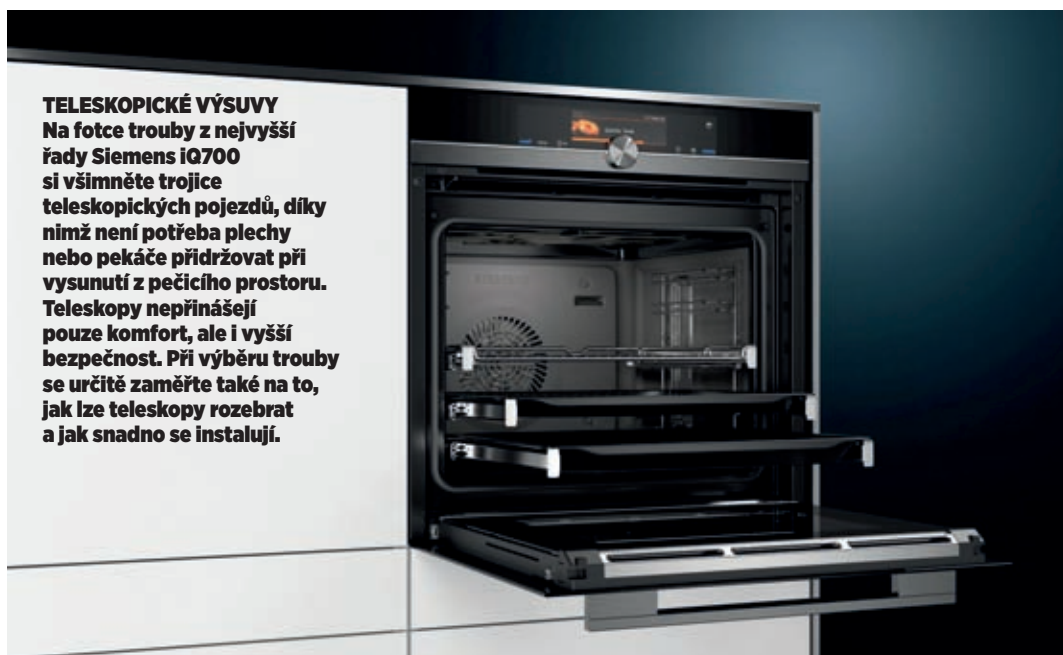 TELESKOPICKÉ VÝSUVY
Na fotce trouby z nejvyšší
řady Siemens iQ700
si všimněte trojice
teleskopických pojezdů, díky
nimž není potřeba plechy
nebo pekáče přidržovat při
vysunutí z pečicího prostoru.
Teleskopy nepřinášejí
pouze komfort, ale i vyšší
bezpečnost. Při výběru trouby
se určitě zaměřte také na to,
jak lze teleskopy rozebrat
a jak snadno se instalují.